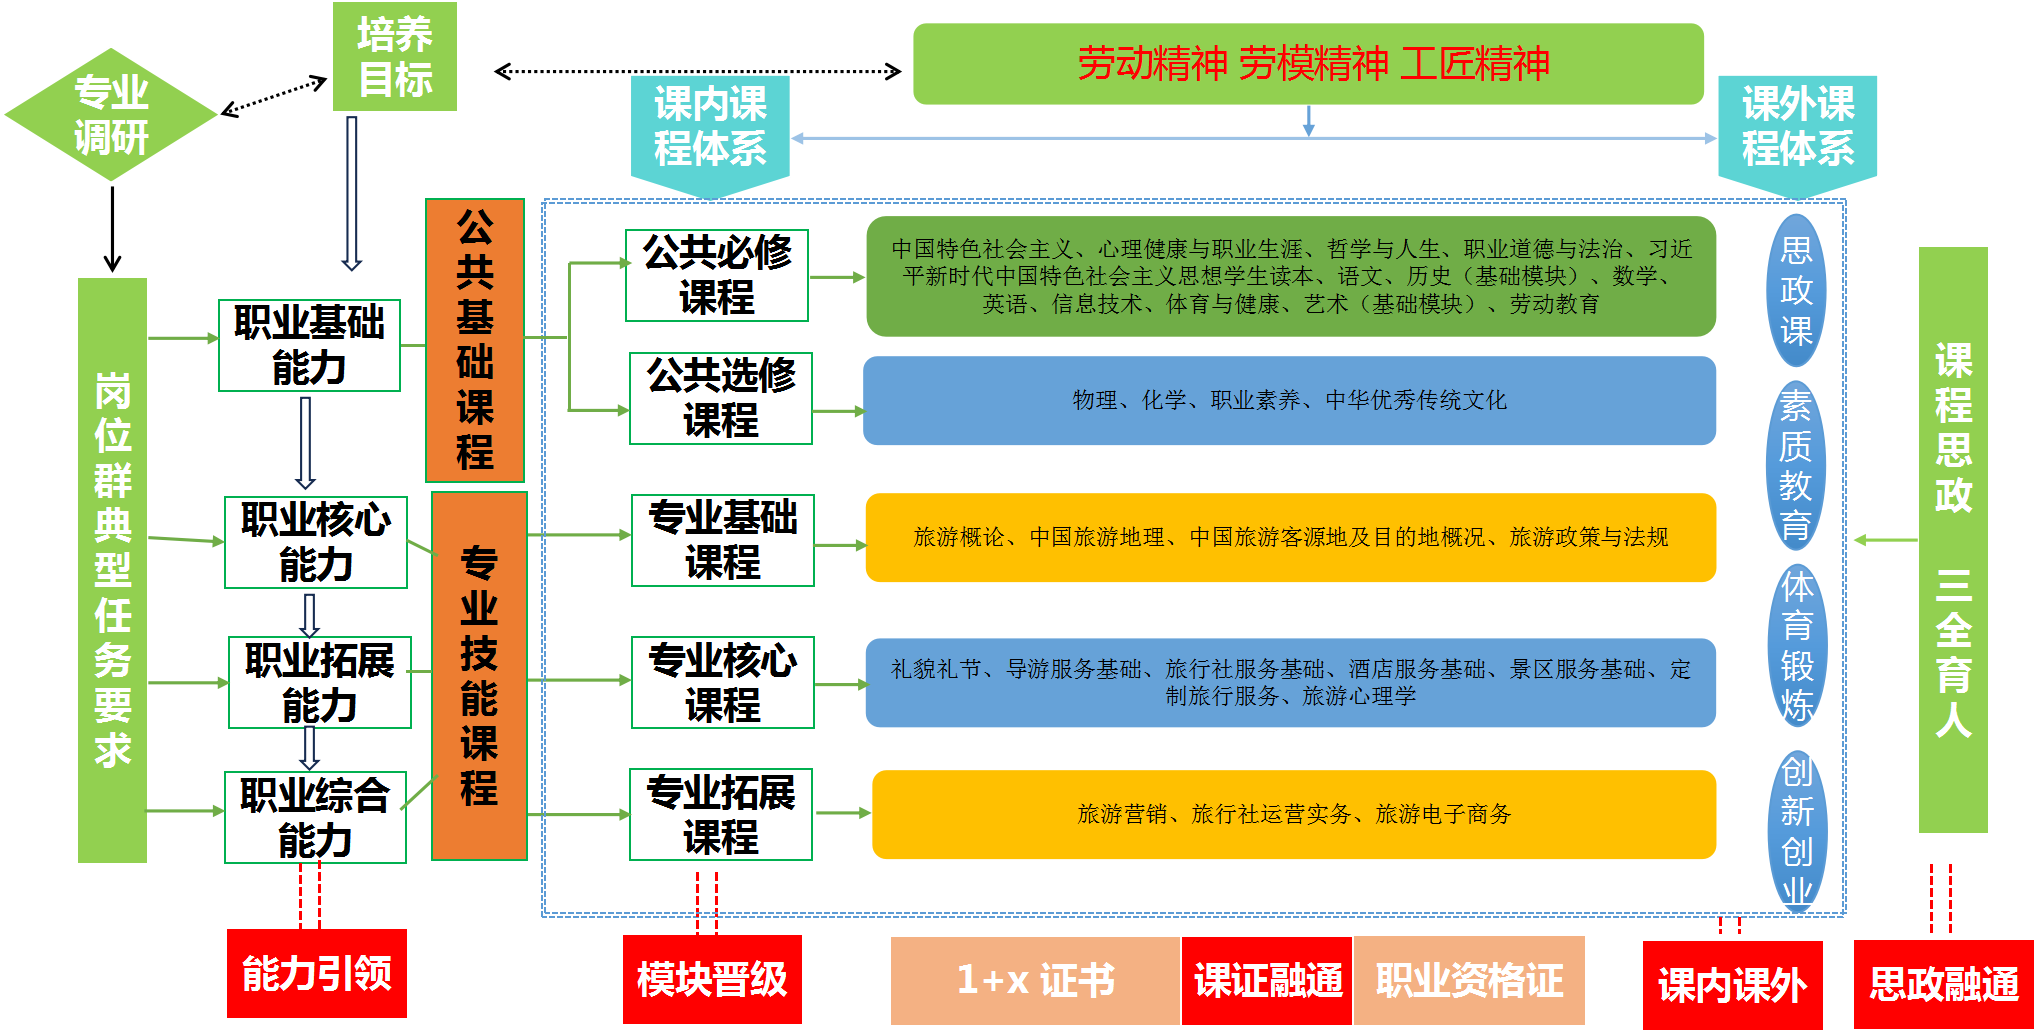 培养
目标
专业
调研
劳动精神 劳模精神 工匠精神
课内课
程体系
课外课
程体系
岗位群典型任务要求
职业基础
能力
职业核心
能力
职业拓展
能力
职业综合
能力
公共基础课程
专业技能课程
公共必修
课程
中国特色社会主义、心理健康与职业生涯、哲学与人生、职业道德与法治、习近
平新时代中国特色社会主义思想学生读本、语文、历史（基础模块）、数学、
英语、信息技术、体育与健康、艺术（基础模块）、劳动教育
公共选修
课程
物理、化学、职业素养、中华优秀传统文化
专业基础
课程
旅游概论、中国旅游地理、中国旅游客源地及目的地概况、旅游政策与法规
专业核心
课程
礼貌礼节、导游服务基础、旅行社服务基础、酒店服务基础、景区服务基础、定
制旅行服务、旅游心理学
专业拓展
课程
旅游营销、旅行社运营实务、旅游电子商务
思政课
素质教育
体育锻炼
创新创业
课程思政 三全育人
能力引领
模块晋级
1+x 证书
课证融通
职业资格证
课内课外
思政融通